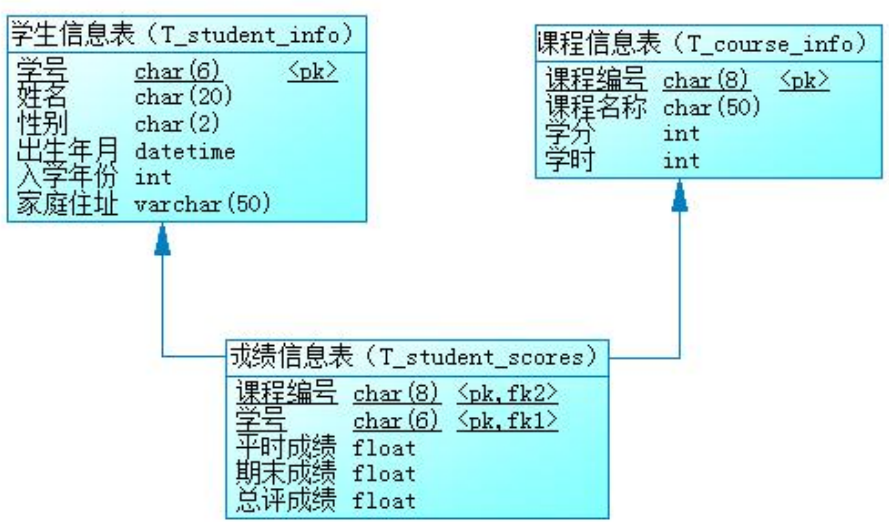 学生信息表（T_student_info）
学号 char(6) <pk>
姓名 char(20)
性别 char(2)
出生年月 datetime
入学年份 int
家庭住址 varchar(50)
课程信息表（T_course_info）
课程编号 char(8) <pk>
课程名称 char(50)
学分 int
学时 int
成绩信息表（T_student_scores）
课程编号 char(8) <pk,fk2>
学号 char(6) <pk,fk1>
平时成绩 float
期末成绩 float
总评成绩 float